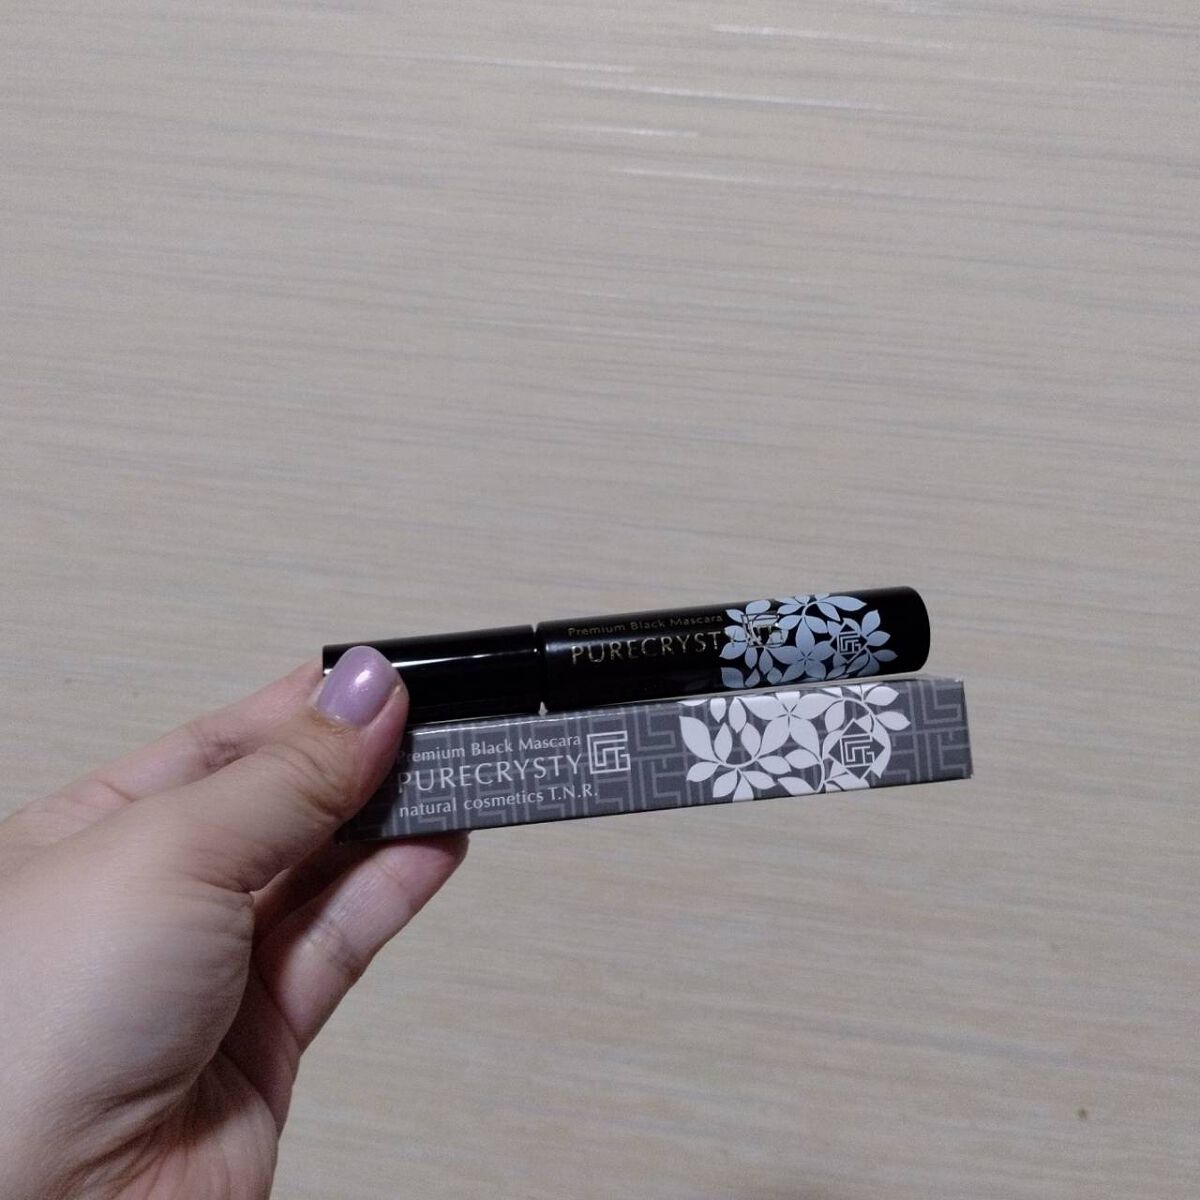 Premium Black Mascara
PURECRYST
Premium Black Mascara
PURECRYSTY
natural cosmetics T.N.R.